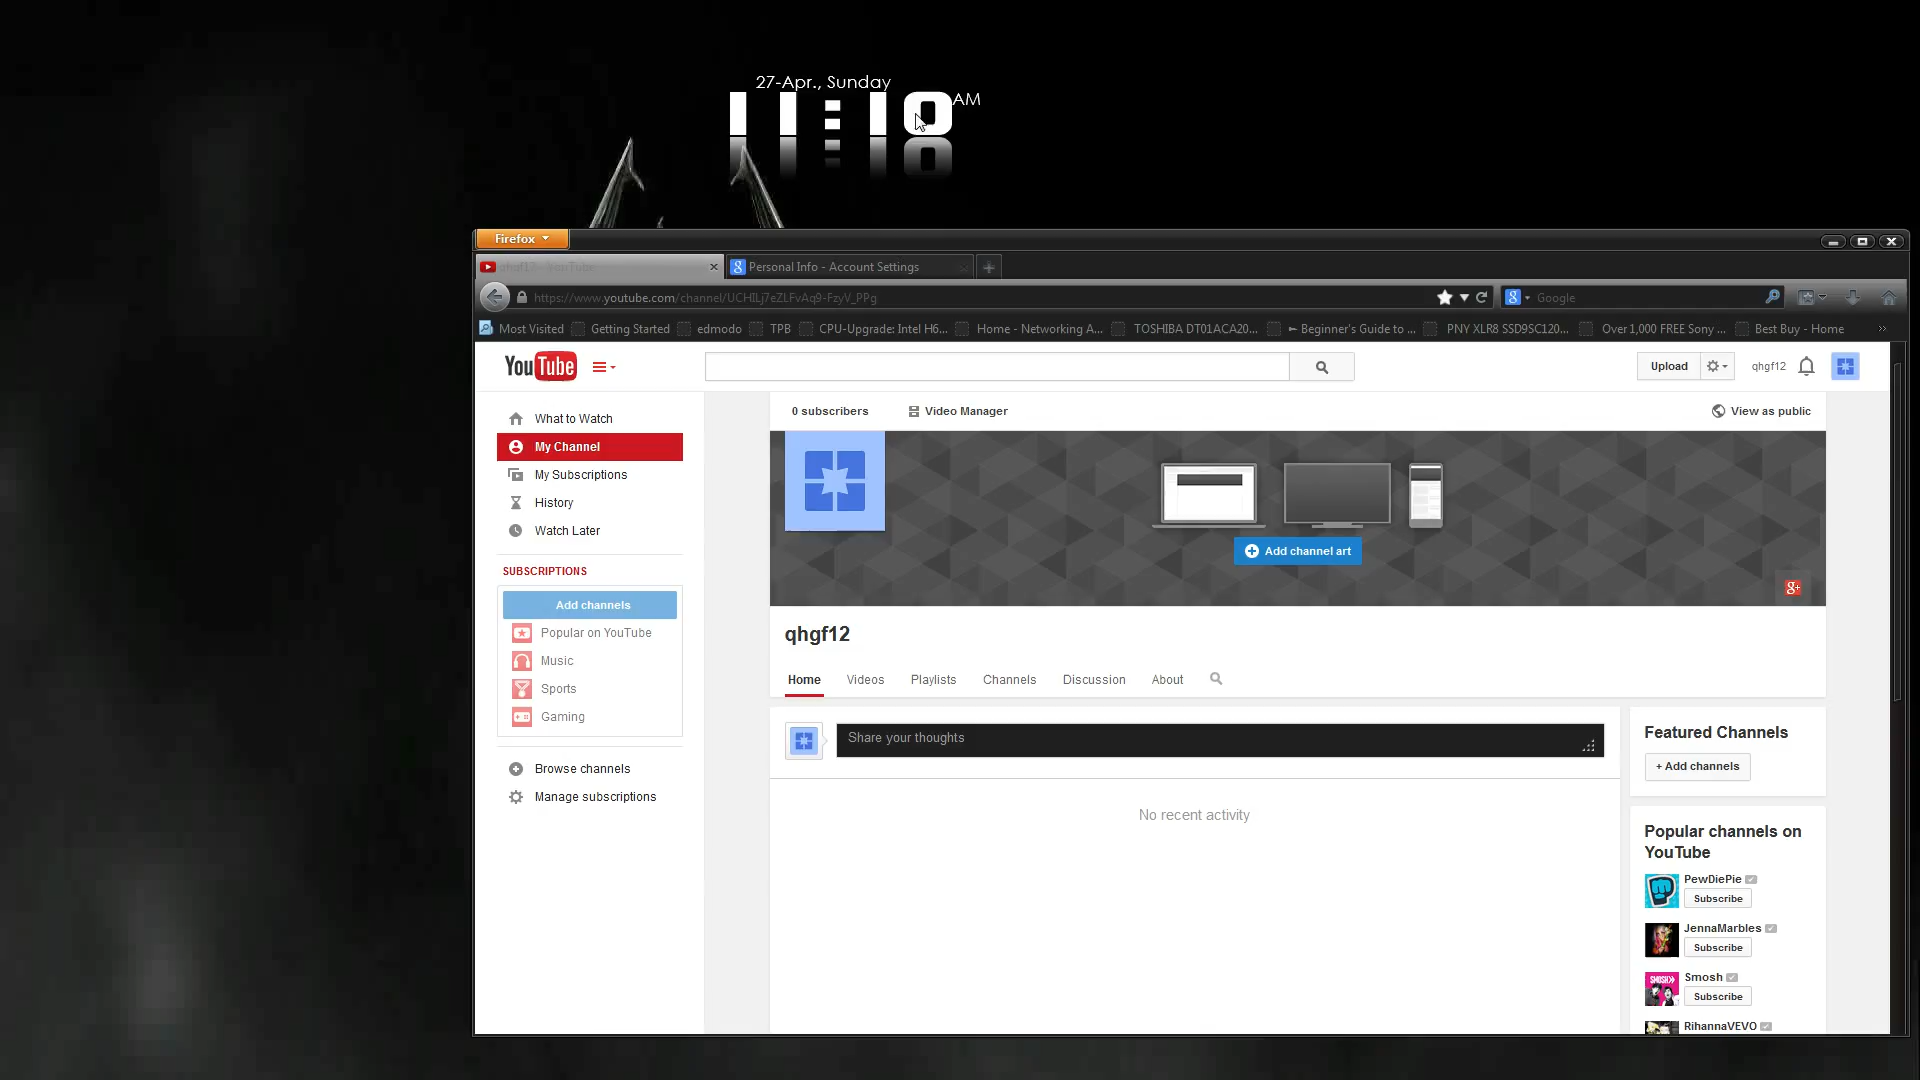 27-Apr., Sunday
11:10 AM
Firefox
Personal Info - Account Settings
https://www.youtube.com/channel/UCHILj7eZLFvAq9-FzyV_PPg
Google
Most Visited
Getting Started
edmodo
TPB
CPU-Upgrade: Intel H6...
Home - Networking A...
TOSHIBA DT01ACA20...
Beginner's Guide to ...
PNY XLR8 SSD9SC120...
Over 1,000 FREE Sony ...
Best Buy - Home
YouTube
Upload
qhgf12
What to Watch
My Channel
My Subscriptions
History
Watch Later
SUBSCRIPTIONS
Add channels
Popular on YouTube
Music
Sports
Gaming
Browse channels
Manage subscriptions
0 subscribers
Video Manager
View as public
Add channel art
g+
qhgf12
Home
Videos
Playlists
Channels
Discussion
About
Share your thoughts
No recent activity
Featured Channels
+ Add channels
Popular channels on
YouTube
PewDiePie
Subscribe
JennaMarbles
Subscribe
SMOSH
Smosh
Subscribe
RihannaVEVO